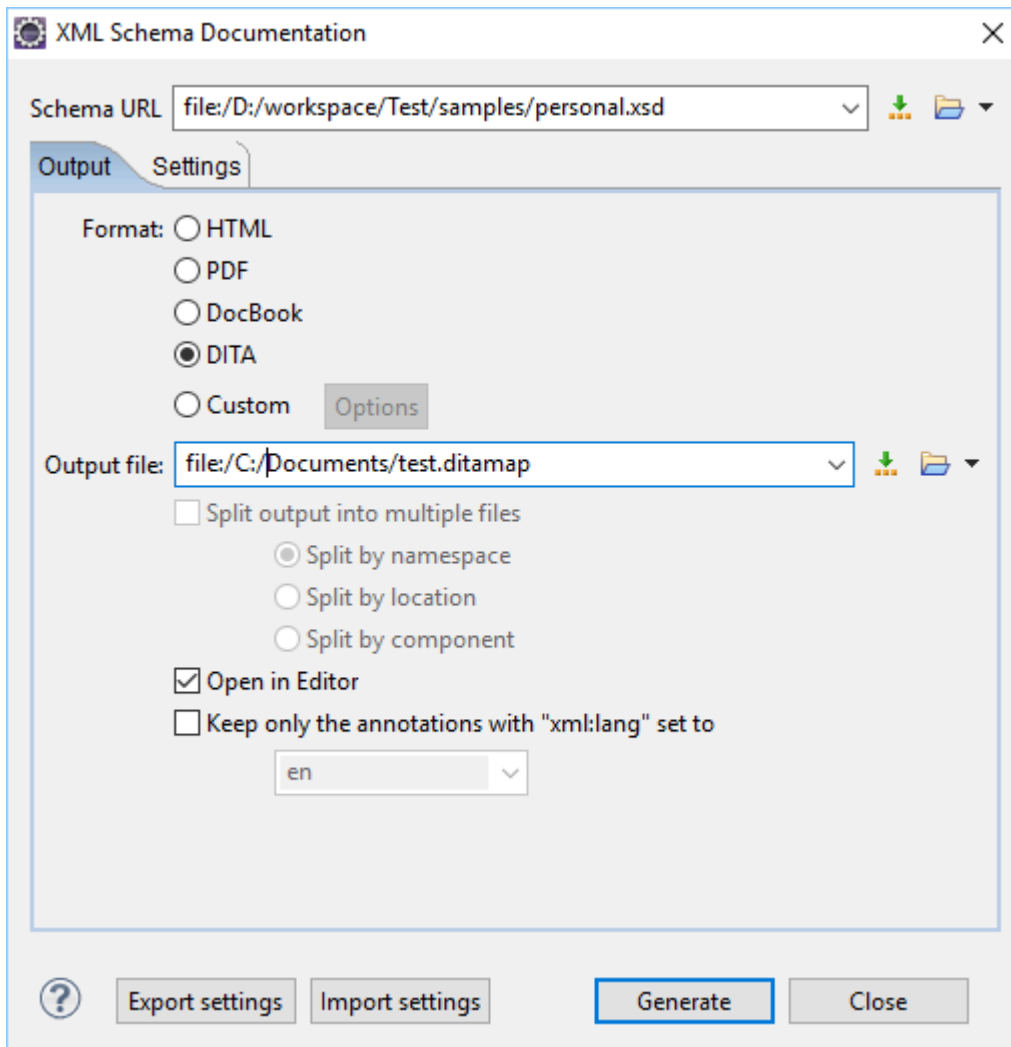 XML Schema Documentation
Schema URL file:/D:/workspace/Test/samples/personal.xsd
Output Settings
Format: HTML
PDF
DocBook
DITA
Custom Options
Output file: file:/C:/Documents/test.ditamap
Split output into multiple files
Split by namespace
Split by location
Split by component
Open in Editor
Keep only the annotations with "xml:lang" set to
en
? Export settings Import settings Generate Close